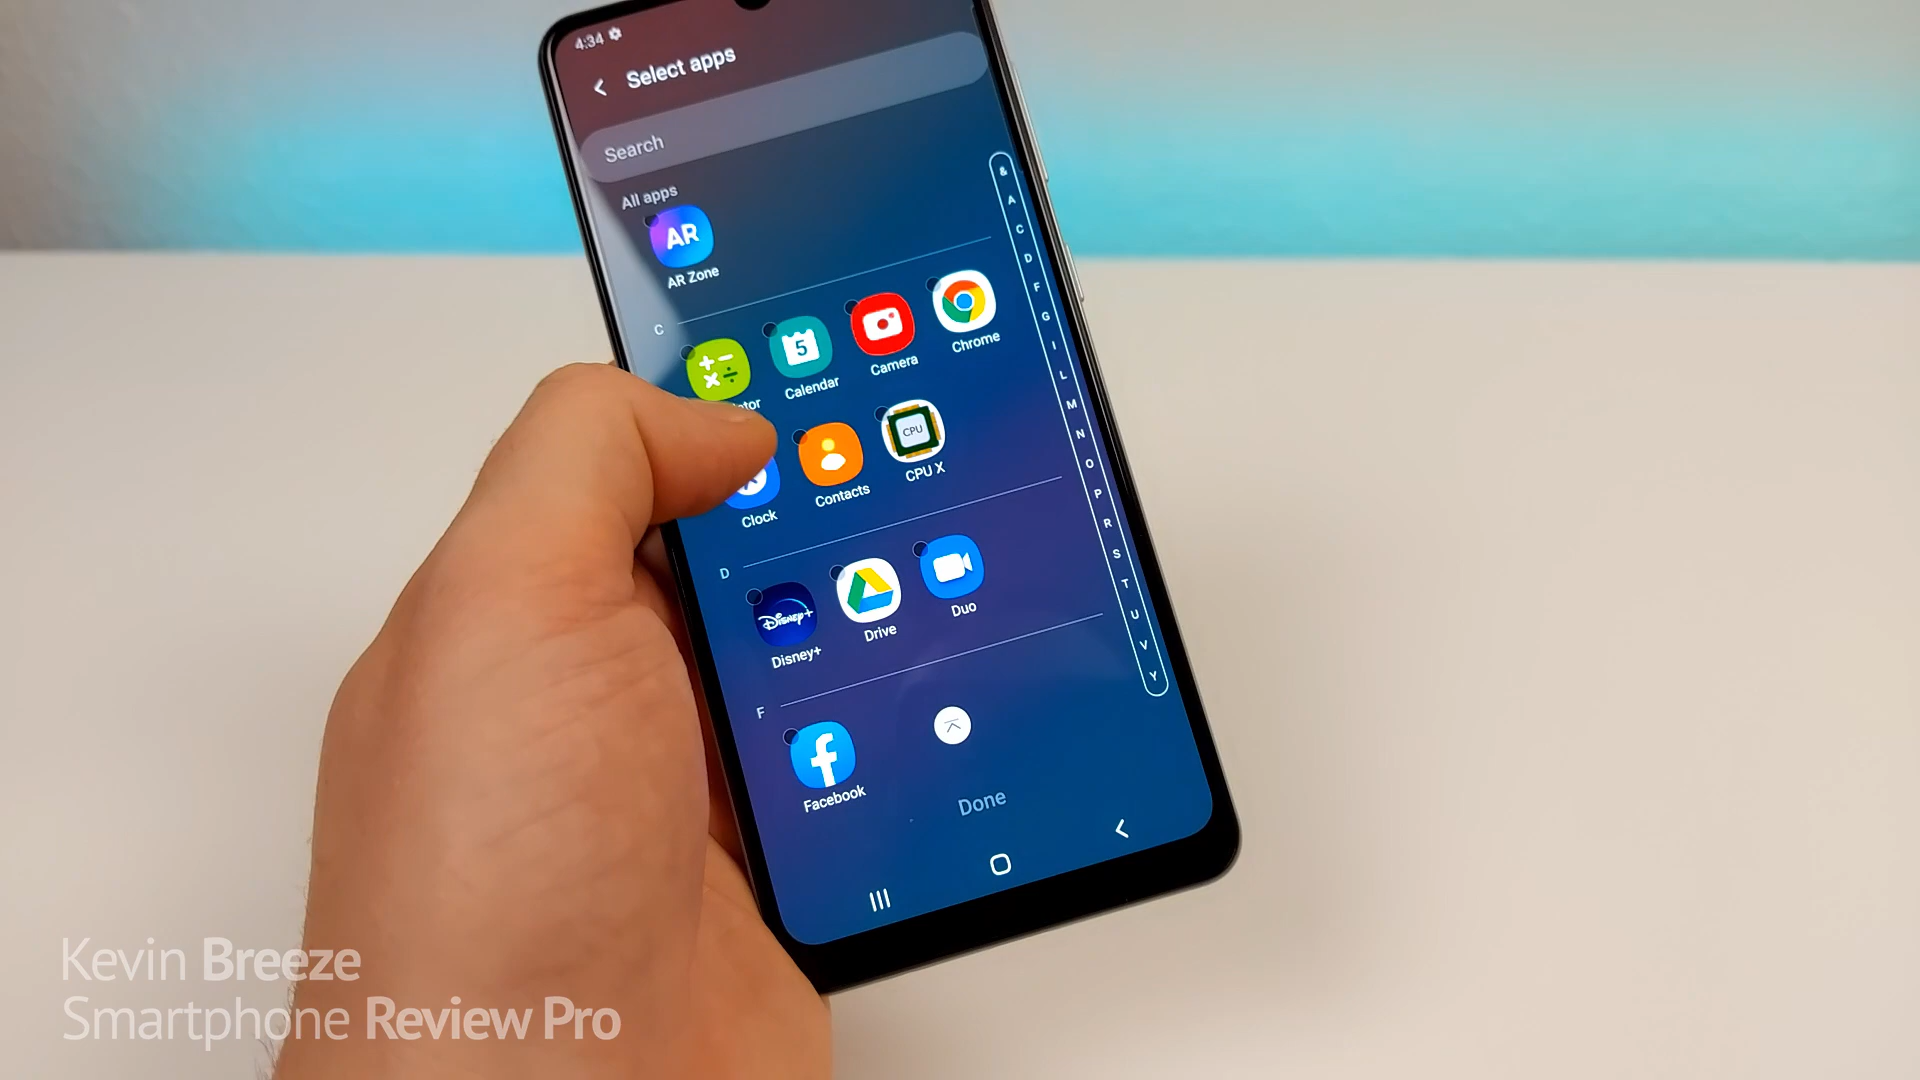 4:34
Select apps
Search
All apps
AR
AR Zone
C
5
Calendar
Camera
Chrome
CPU
Clock
Contacts
CPU X
D
Disney+
Disney+
Drive
Duo
F
f
Facebook
Done
&
A
C
D
F
G
I
L
M
N
O
P
R
S
T
U
V
Y
Kevin Breeze
Smartphone Review Pro